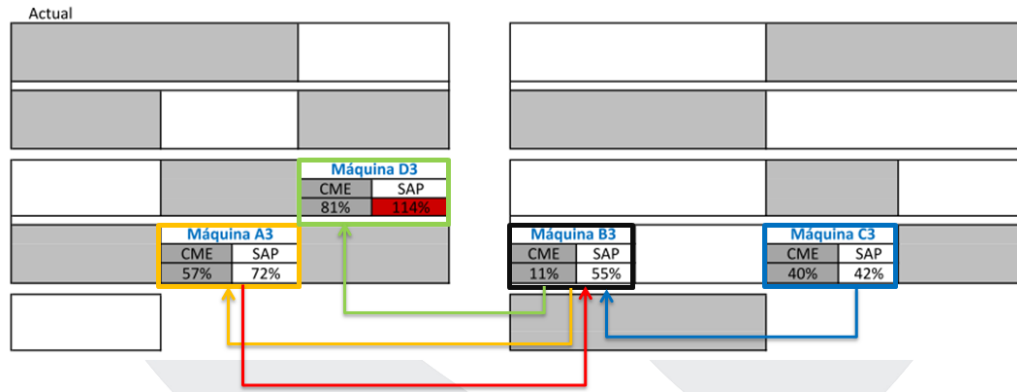 Actual
Máquina D3
CME SAP
81% 114%
Máquina A3
CME SAP
57% 72%
Máquina B3
CME SAP
11% 55%
Máquina C3
CME SAP
40% 42%